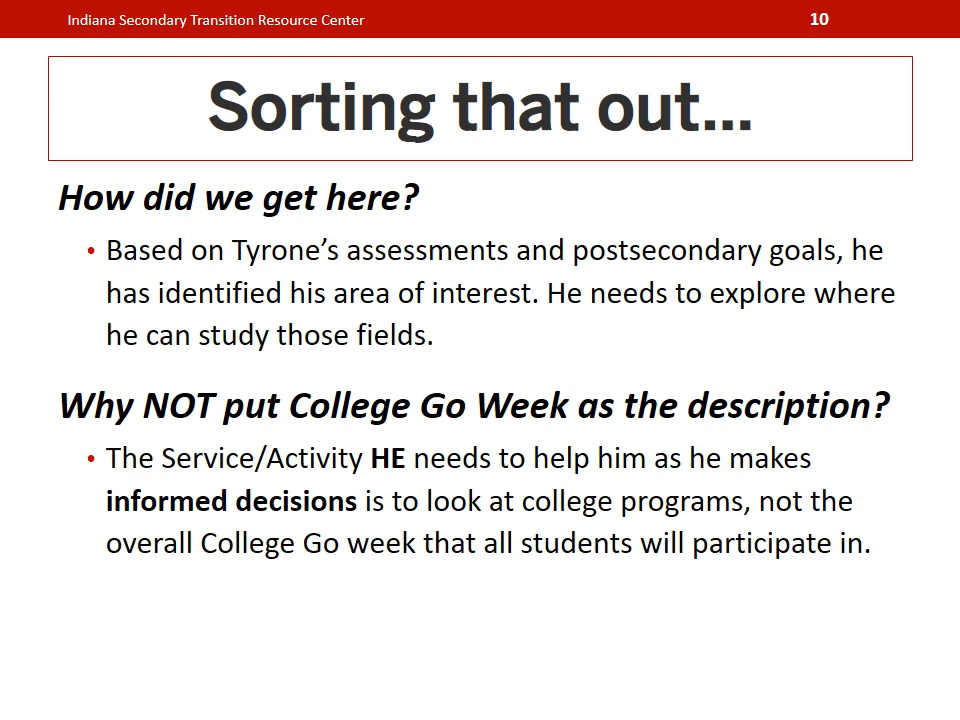 Indiana Secondary Transition Resource Center
10
Sorting that out...
How did we get here?
• Based on Tyrone’s assessments and postsecondary goals, he
has identified his area of interest. He needs to explore where
he can study those fields.
Why NOT put College Go Week as the description?
• The Service/Activity HE needs to help him as he makes
informed decisions is to look at college programs, not the
overall College Go week that all students will participate in.